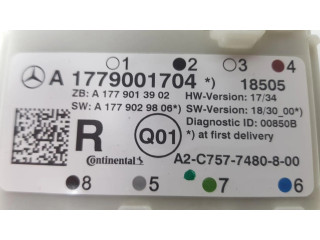 1 2 3 4
A 1779001704 *) 18505
ZB: A 177 901 39 02 HW-Version: 17/34
SW: A 177 902 98 06*) SW-Version: 18/30_00*)
Diagnostic ID: 00850B
R Q01 *) at first delivery
Continental A2-C757-7480-8-00
8 5 7 6